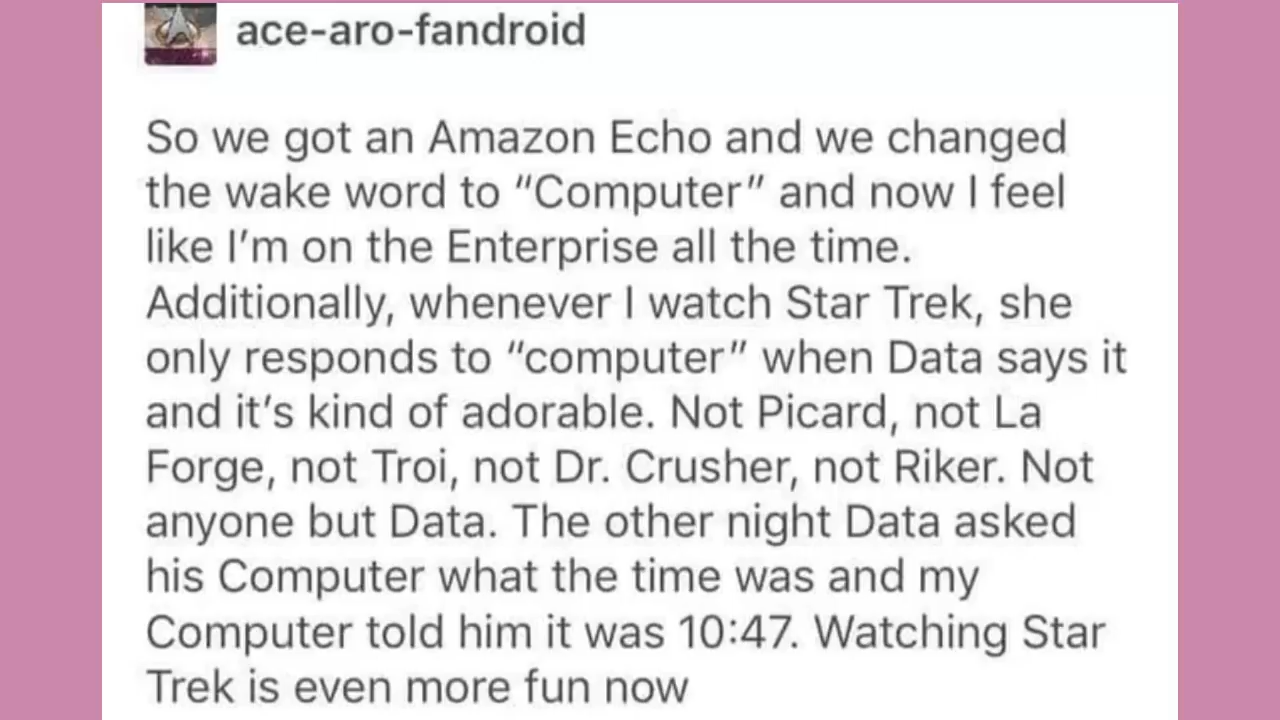 ace-aro-fandroid
So we got an Amazon Echo and we changed
the wake word to "Computer" and now I feel
like I'm on the Enterprise all the time.
Additionally, whenever I watch Star Trek, she
only responds to "computer" when Data says it
and it's kind of adorable. Not Picard, not La
Forge, not Troi, not Dr. Crusher, not Riker. Not
anyone but Data. The other night Data asked
his Computer what the time was and my
Computer told him it was 10:47. Watching Star
Trek is even more fun now